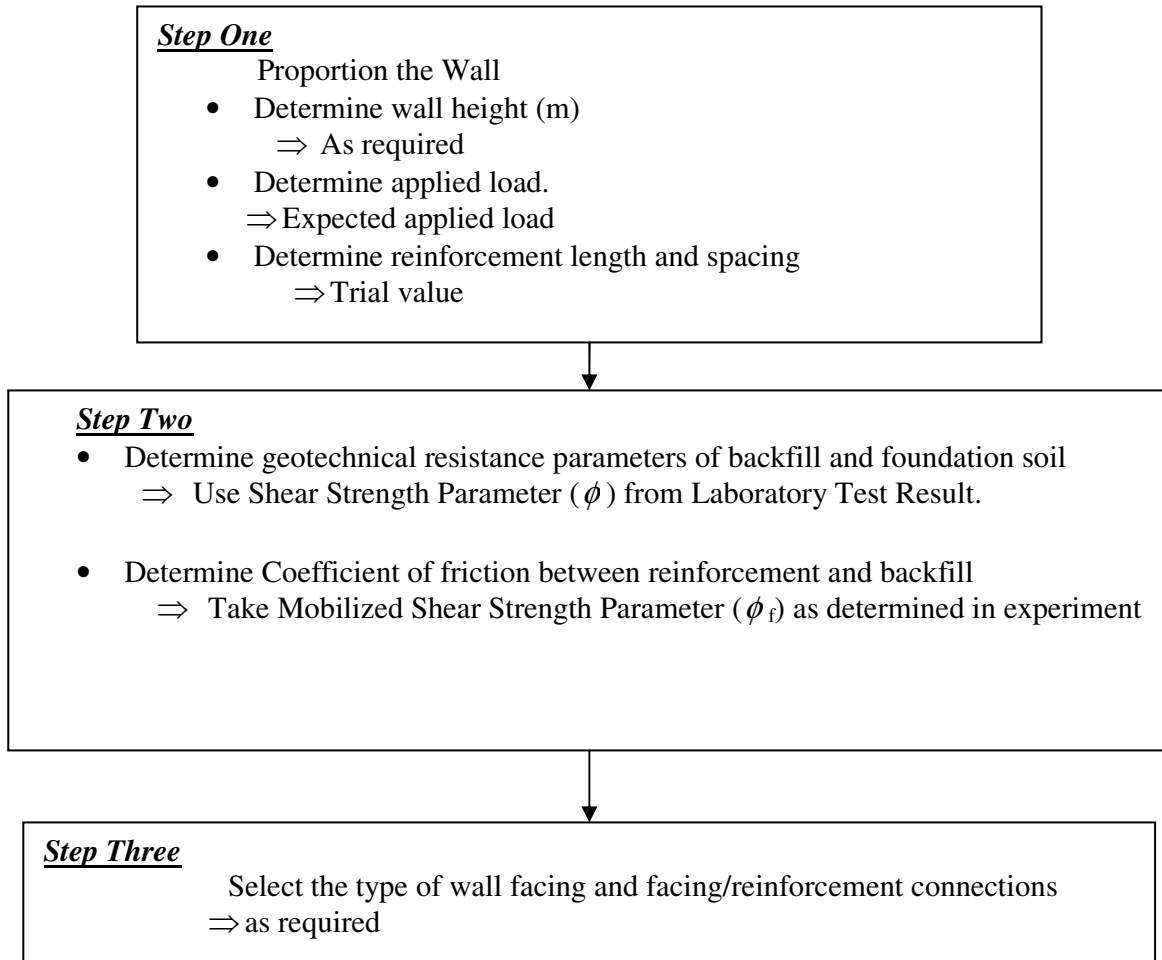 Step One
Proportion the Wall
• Determine wall height (m)
⇒ As required
• Determine applied load.
⇒ Expected applied load
• Determine reinforcement length and spacing
⇒ Trial value
Step Two
• Determine geotechnical resistance parameters of backfill and foundation soil
⇒ Use Shear Strength Parameter (ϕ) from Laboratory Test Result.
• Determine Coefficient of friction between reinforcement and backfill
⇒ Take Mobilized Shear Strength Parameter (ϕ f) as determined in experiment
Step Three
Select the type of wall facing and facing/reinforcement connections
⇒ as required